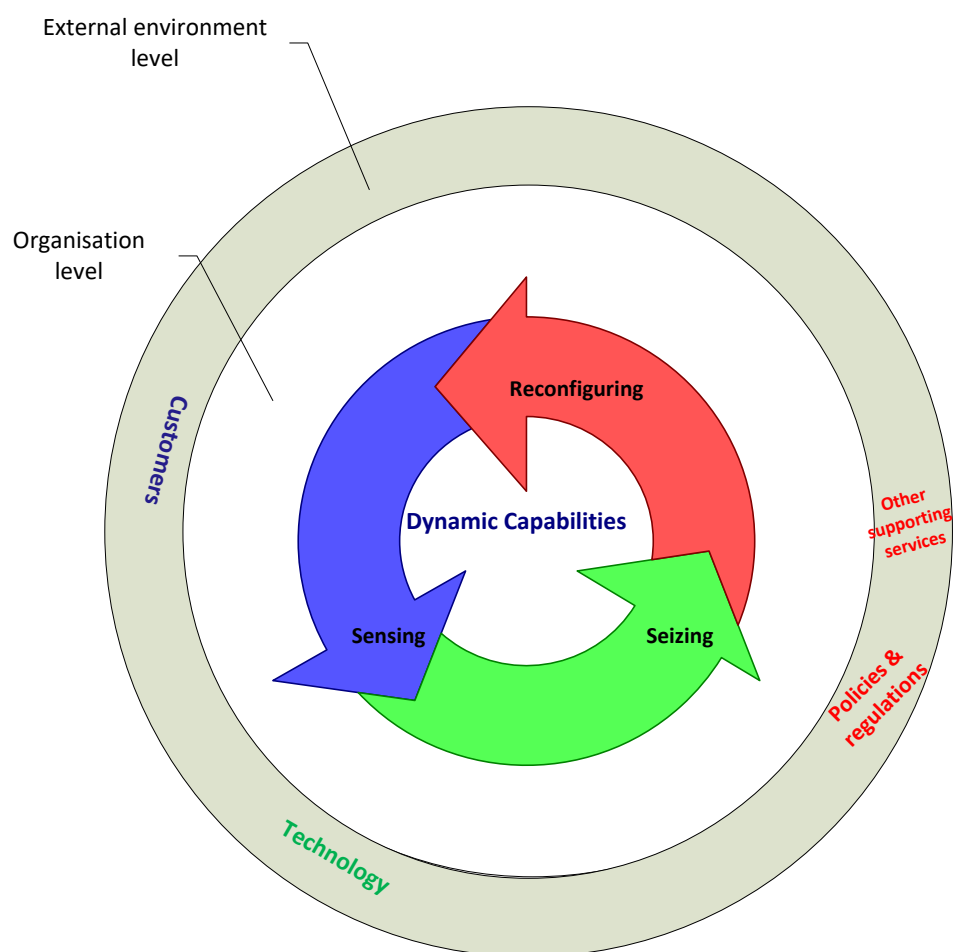 External environment
level
Organisation
level
Reconfiguring
Customers
Dynamic Capabilities
Other
supporting
services
Sensing
Seizing
Policies &
regulations
Technology